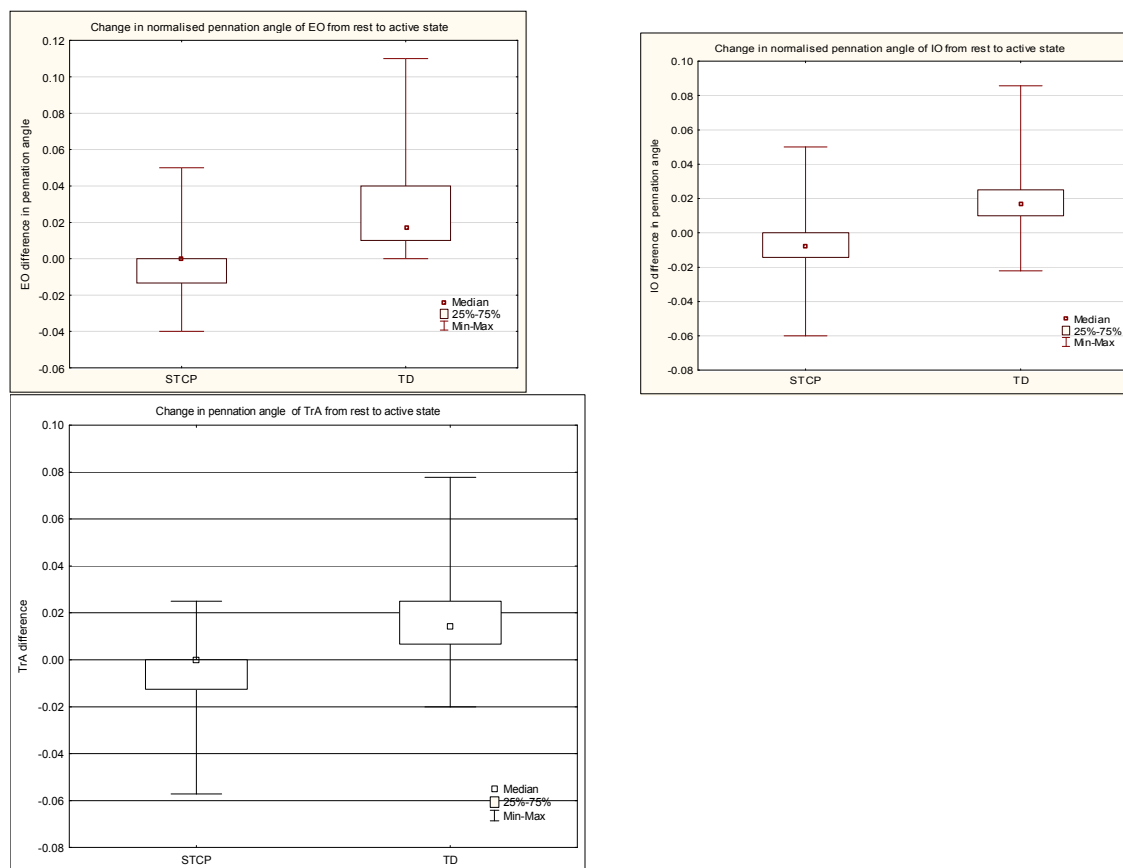 Change in normalised pennation angle of EO from rest to active state
0.12
0.10
0.08
0.06
0.04
0.02
0.00
-0.02
-0.04
-0.06
EO difference in pennation angle
STCP
TD
Median
25%-75%
Min-Max
Change in normalised pennation angle of IO from rest to active state
0.10
0.08
0.06
0.04
0.02
0.00
-0.02
-0.04
-0.06
-0.08
IO difference in pennation angle
STCP
TD
Median
25%-75%
Min-Max
Change in pennation angle of TrA from rest to active state
0.10
0.08
0.06
0.04
0.02
0.00
-0.02
-0.04
-0.06
-0.08
TrA difference
STCP
TD
Median
25%-75%
Min-Max